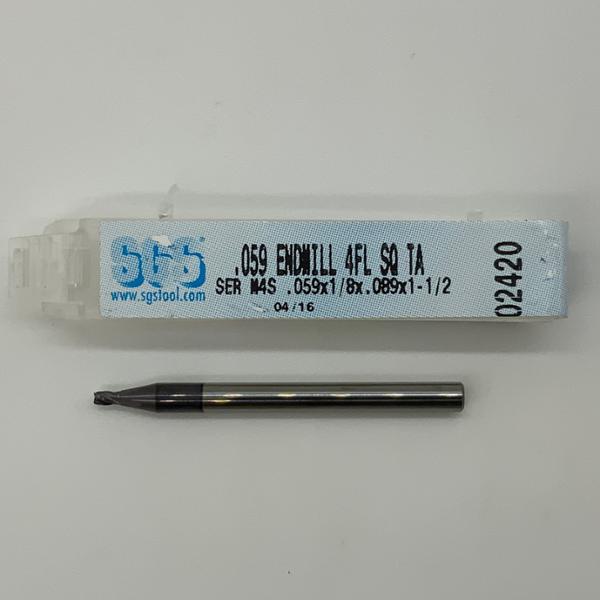 SGS
.059 ENDMILL 4FL SQ TA
www.sgstool.com
SER M4S .059x1/8x.089x1-1/2
04/16
02420